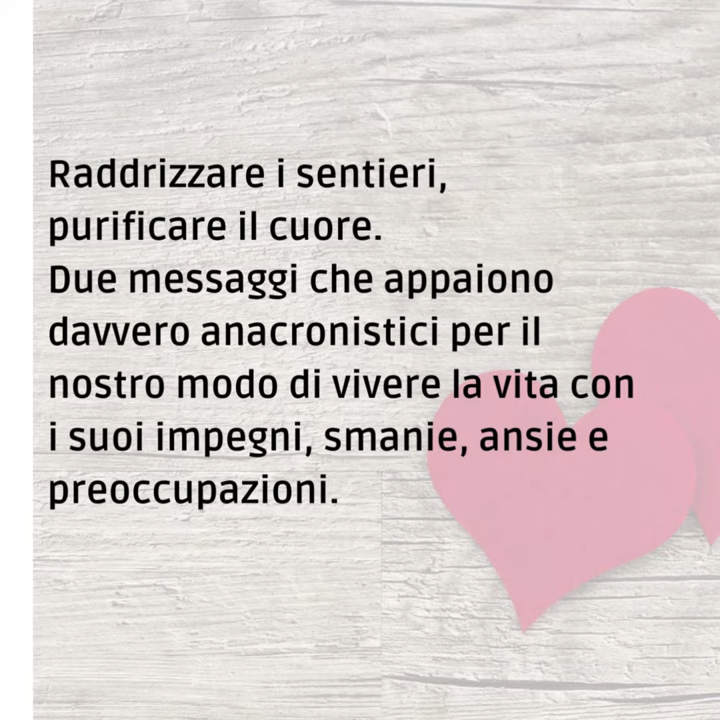 Raddrizzare i sentieri,
purificare il cuore.
Due messaggi che appaiono
davvero anacronistici per il
nostro modo di vivere la vita con
i suoi impegni, smanie, ansie e
preoccupazioni.